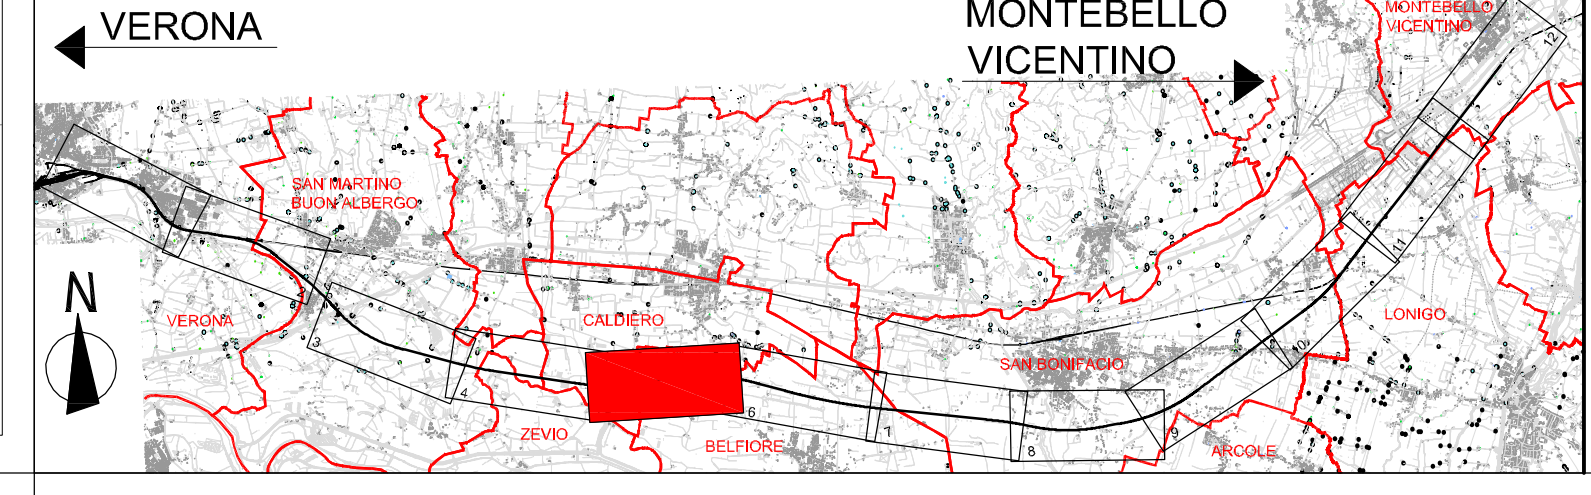 VERONA
MONTEBELLO
VICENTINO
MONTEBELLO
VICENTINO
12
SAN MARTINO
BUON ALBERGO
11
N
2
VERONA
3
CALDIERO
LONIGO
10
SAN BONIFACIO
4
6
7
9
ZEVIO
BELFIORE
8
ARCOLE